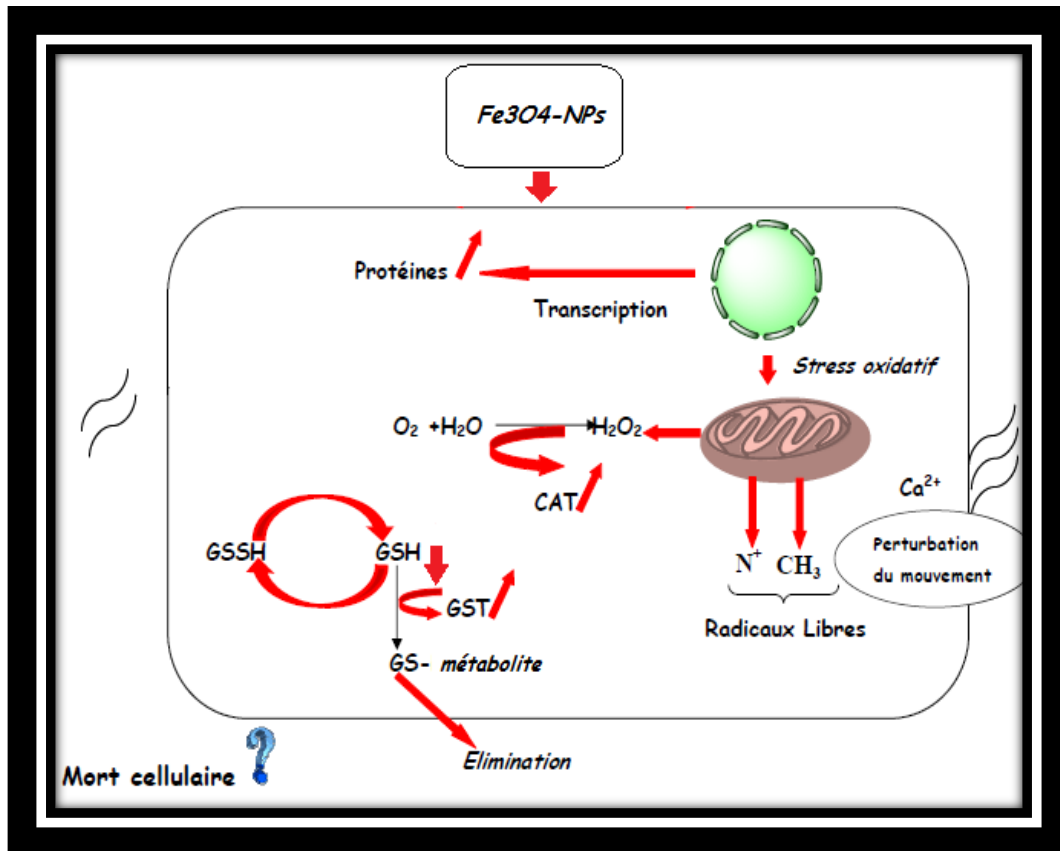 Fe3O4-NPs
Protéines
Transcription
Stress oxidatif
O₂ +H₂O
H₂O₂
CAT
Ca²⁺
GSSH
GSH
GST
Perturbation
du mouvement
N⁺ CH₃
Radicaux Libres
GS- métabolite
Elimination
Mort cellulaire ?